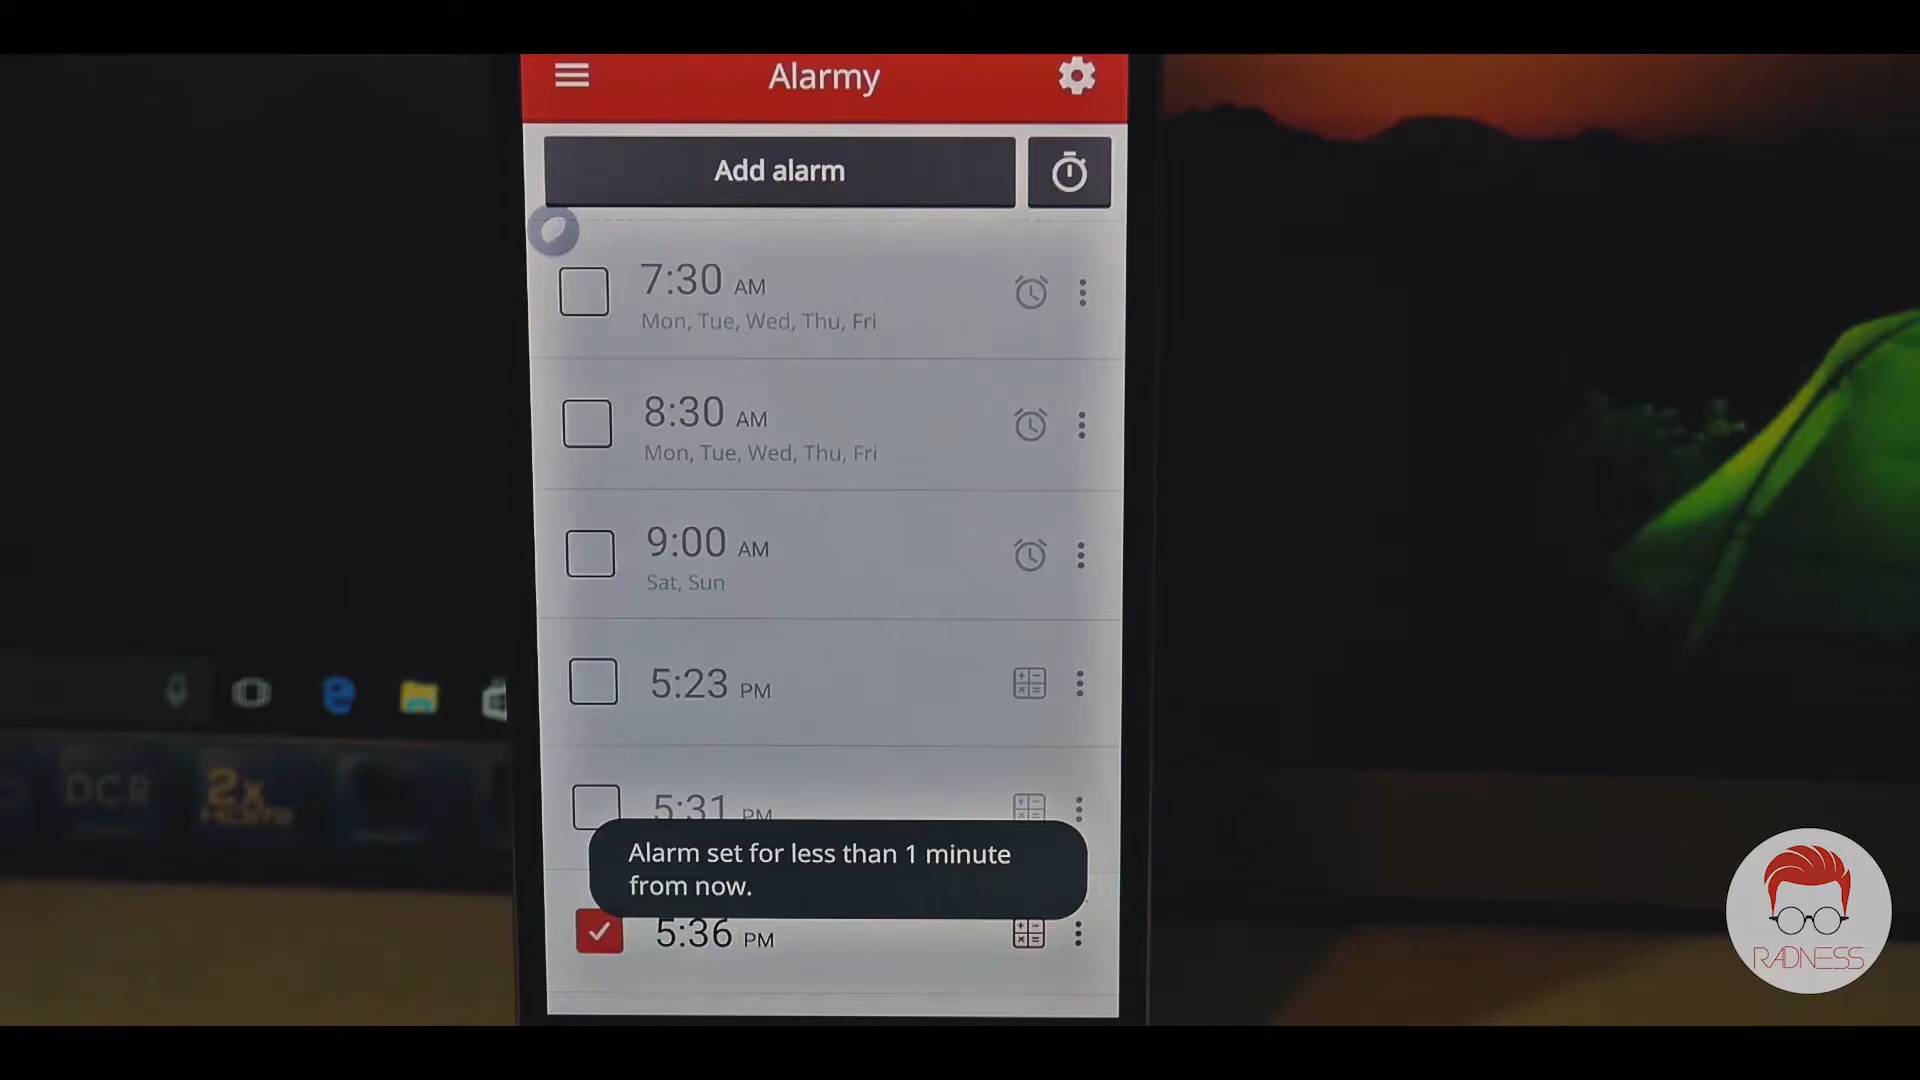 Alarmy
Add alarm
7:30 AM
Mon, Tue, Wed, Thu, Fri
8:30 AM
Mon, Tue, Wed, Thu, Fri
9:00 AM
Sat, Sun
5:23 PM
5:31 PM
Alarm set for less than 1 minute
from now.
5:36 PM
DCR
2x
RADNESS